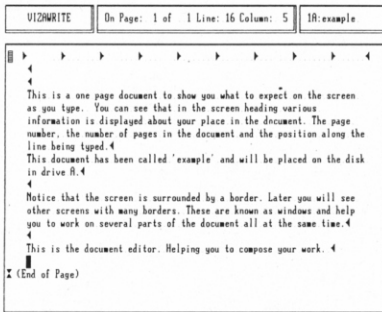 VIZAWRITE On Page: 1 of 1 Line: 16 Column: 5 1A:example
This is a one page document to show you what to expect on the screen
as you type. You can see that in the screen heading various
information is displayed about your place in the document. The page
number, the number of pages in the document and the position along the
line being typed.
This document has been called 'example' and will be placed on the disk
in drive A.
Notice that the screen is surrounded by a border. Later you will see
other screens with many borders. These are known as windows and help
you to work on several parts of the document all at the same time.
This is the document editor. Helping you to compose your work.
(End of Page)